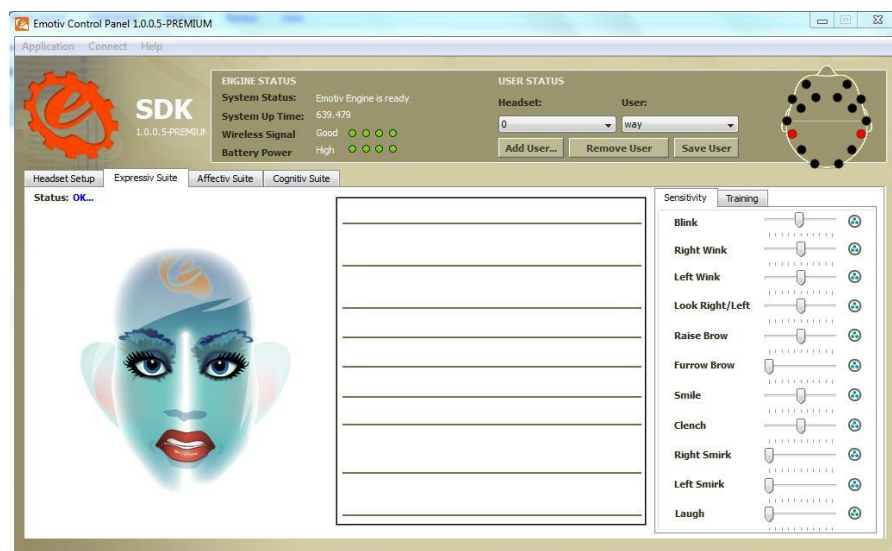 Emotiv Control Panel 1.0.0.5-PREMIUM
Application Connect Help
SDK
1.0.0.5-PREMIUM
ENGINE STATUS
System Status: Emotiv Engine is ready
System Up Time: 639.479
Wireless Signal Good
Battery Power High
USER STATUS
Headset: User:
0 way
Add User... Remove User Save User
Headset Setup Expressiv Suite Affectiv Suite Cognitiv Suite
Status: OK...
Sensitivity Training
Blink
Right Wink
Left Wink
Look Right/Left
Raise Brow
Furrow Brow
Smile
Clench
Right Smirk
Left Smirk
Laugh